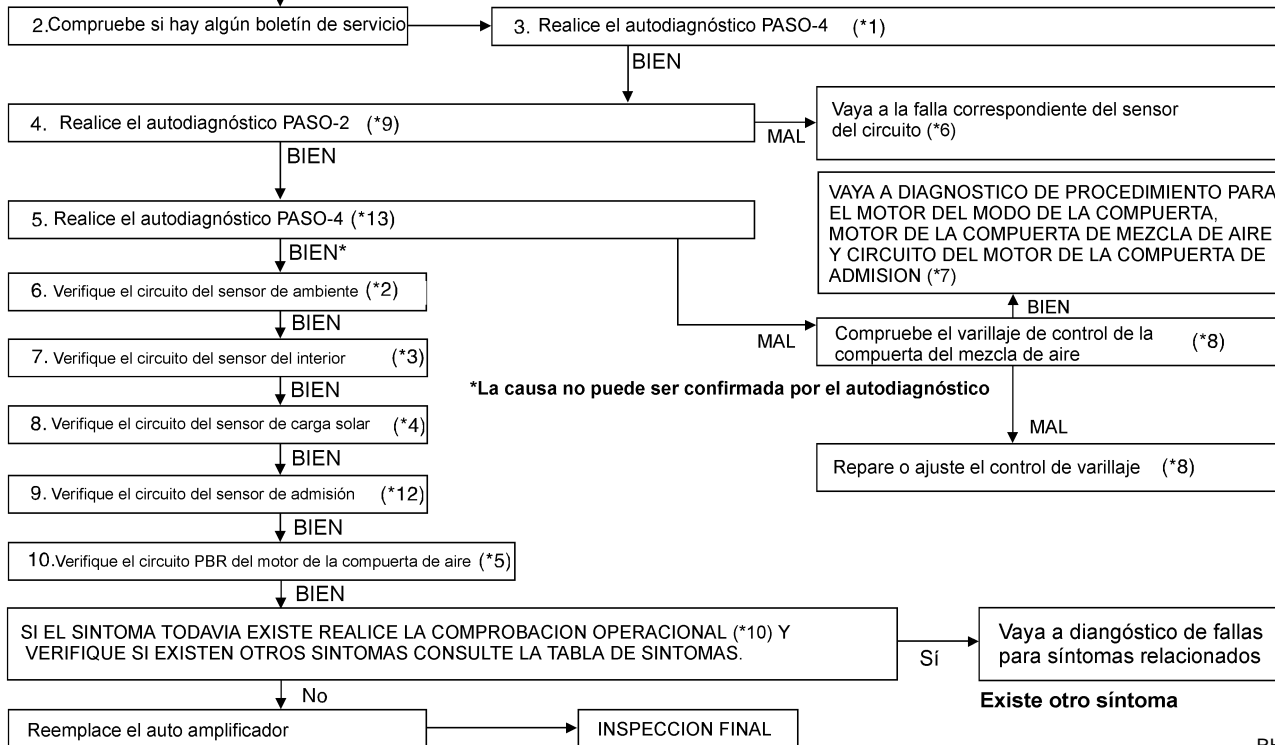 2.Compruebe si hay algún boletín de servicio
3. Realice el autodiagnóstico PASO-4 (*1)
BIEN
4. Realice el autodiagnóstico PASO-2 (*9)
MAL
Vaya a la falla correspondiente del sensor
del circuito (*6)
BIEN
VAYA A DIAGNOSTICO DE PROCEDIMIENTO PARA
EL MOTOR DEL MODO DE LA COMPUERTA,
MOTOR DE LA COMPUERTA DE MEZCLA DE AIRE
Y CIRCUITO DEL MOTOR DE LA COMPUERTA DE
ADMISION (*7)
5. Realice el autodiagnóstico PASO-4 (*13)
BIEN*
6. Verifique el circuito del sensor de ambiente (*2)
BIEN
BIEN
MAL
Compruebe el varillaje de control de la
compuerta del mezcla de aire (*8)
7. Verifique el circuito del sensor del interior (*3)
*La causa no puede ser confirmada por el autodiagnóstico
BIEN
MAL
8. Verifique el circuito del sensor de carga solar (*4)
BIEN
Repare o ajuste el control de varillaje (*8)
9. Verifique el circuito del sensor de admisión (*12)
BIEN
10.Verifique el circuito PBR del motor de la compuerta de aire (*5)
BIEN
SI EL SINTOMA TODAVIA EXISTE REALICE LA COMPROBACION OPERACIONAL (*10) Y
VERIFIQUE SI EXISTEN OTROS SINTOMAS CONSULTE LA TABLA DE SINTOMAS.
Sí
Vaya a diangóstico de fallas
para síntomas relacionados
Existe otro síntoma
No
Reemplace el auto amplificador
INSPECCION FINAL